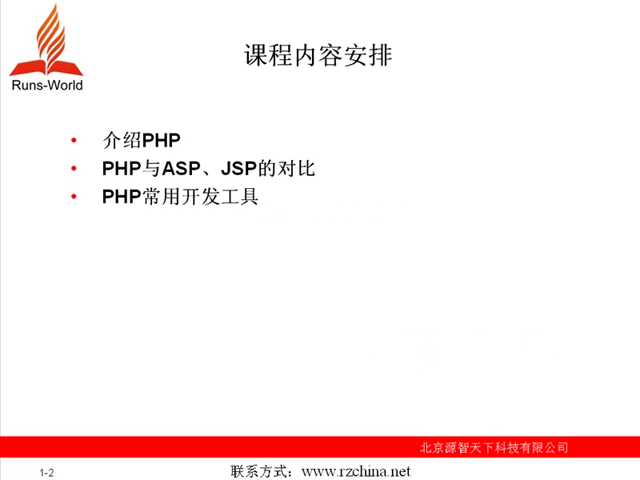 Runs-World
课程内容安排
• 介绍PHP
• PHP与ASP、JSP的对比
• PHP常用开发工具
北京源智天下科技有限公司
1-2
联系方式：www.rzchina.net